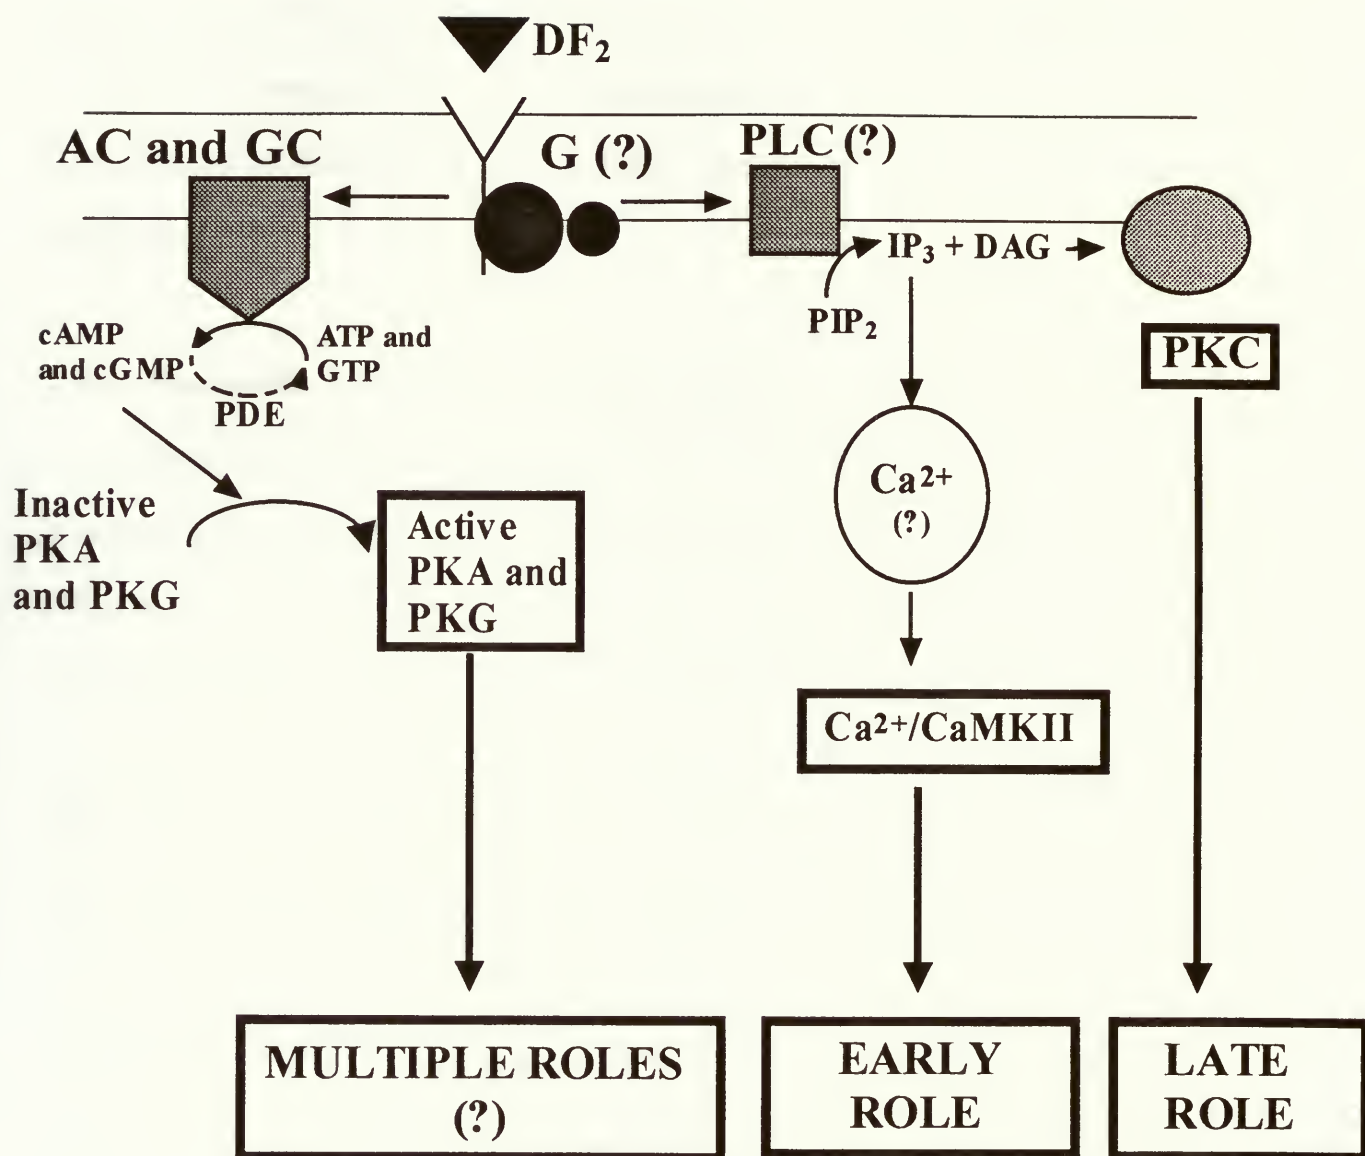 DF₂
AC and GC
G (?)
PLC (?)
IP₃ + DAG
PIP₂
cAMP
and cGMP
ATP and
GTP
PDE
PKC
Inactive
PKA
and PKG
Active
PKA and
PKG
Ca²⁺
(?)
Ca²⁺/CaMKII
MULTIPLE ROLES
(?)
EARLY
ROLE
LATE
ROLE